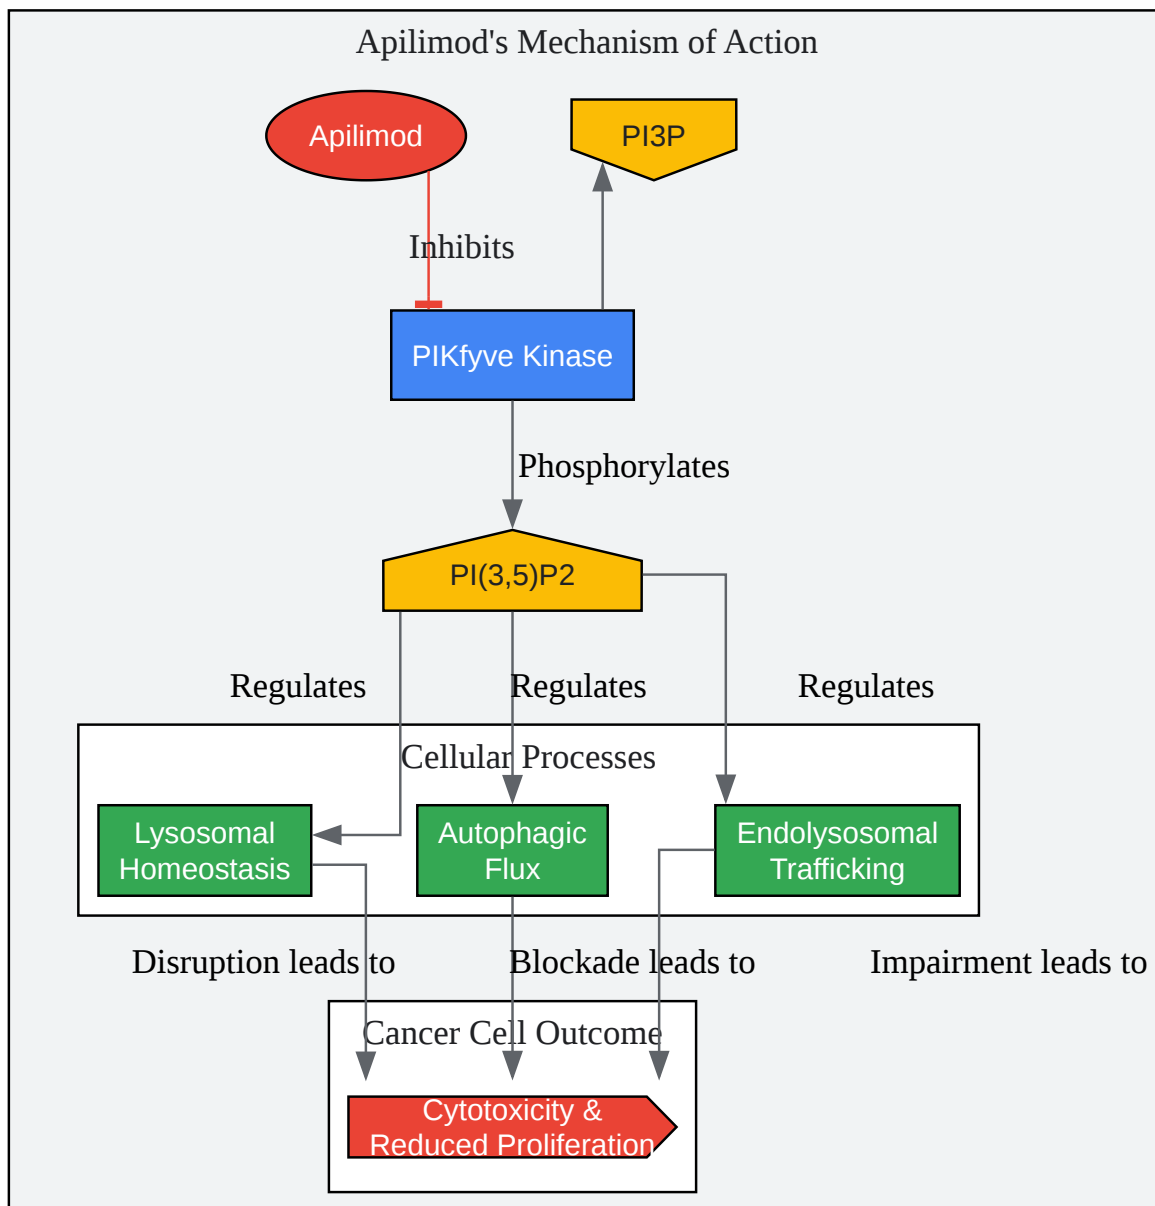 Apilimod's Mechanism of Action
Apilimod
PI3P
Inhibits
PIKfyve Kinase
Phosphorylates
PI(3,5)P2
Regulates
Regulates
Regulates
Cellular Processes
Lysosomal
Homeostasis
Autophagic
Flux
Endolysosomal
Trafficking
Disruption leads to
Blockade leads to
Impairment leads to
Cancer Cell Outcome
Cytotoxicity &
Reduced Proliferation